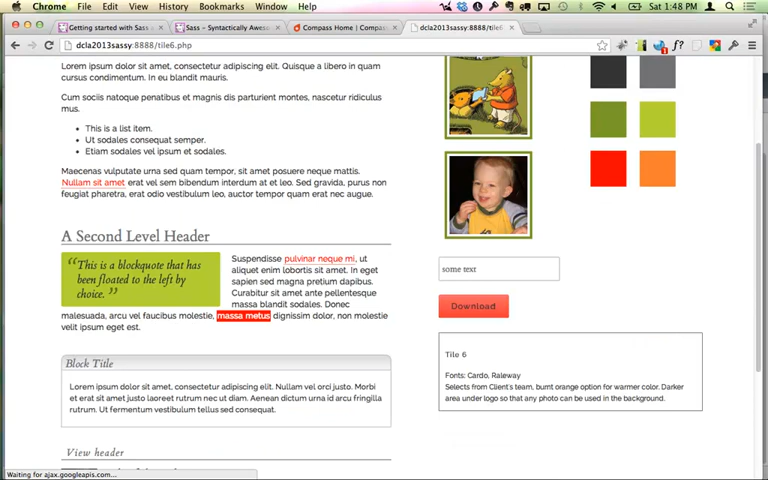 Chrome File Edit View History Bookmarks Window Help
Sat 1:48 PM
Getting started with Sass
Sass – Syntactically Awes
Compass Home | Compass
dcla2013sassy:8888/tile6.p
dcla2013sassy:8888/tile6.php
Lorem ipsum dolor sit amet, consectetur adipiscing elit. Quisque a libero in quam
cursus condimentum. In eu blandit mauris.
Cum sociis natoque penatibus et magnis dis parturient montes, nascetur ridiculus
mus.
• This is a list item.
• Ut sodales consequat semper.
• Etiam sodales vel ipsum et sodales.
Maecenas vulputate urna sed quam tempor, sit amet posuere neque mattis.
Nullam sit amet erat vel sem bibendum interdum at et leo. Sed gravida, purus non
feugiat pharetra, erat odio vestibulum leo, auctor tempor quam erat nec augue.
A Second Level Header
“This is a blockquote that has
been floated to the left by
choice. ”
Suspendisse pulvinar neque mi, ut
aliquet enim lobortis sit amet. In eget
sapien sed magna pretium dapibus.
Curabitur sit amet ante pellentesque
massa blandit sodales. Donec
malesuada, arcu vel faucibus molestie, massa metus dignissim dolor, non molestie
velit ipsum eget est.
Block Title
Lorem ipsum dolor sit amet, consectetur adipiscing elit. Nullam vel orci justo. Morbi
et erat sit amet justo laoreet rutrum nec ut diam. Aenean dictum urna id arcu fringilla
rutrum. Ut fermentum vestibulum tellus sed consequat.
View header
some text
Download
Tile 6
Fonts: Cardo, Raleway
Selects from Client's team, burnt orange option for warmer color. Darker
area under logo so that any photo can be used in the background.
Waiting for ajax.googleapis.com...